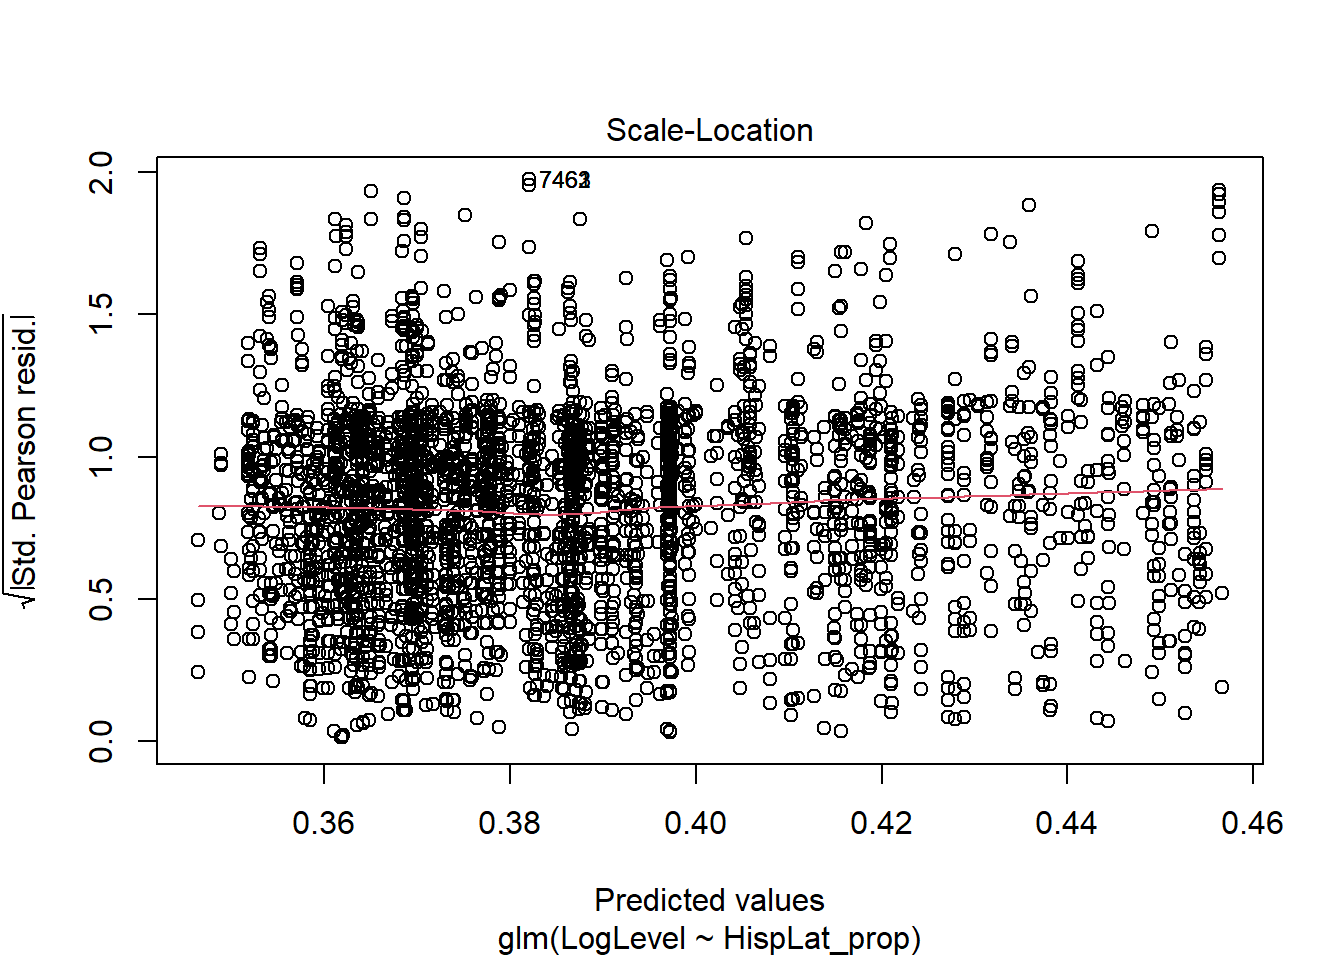 Scale-Location
√|Std. Pearson resid.|
2.0
1.5
1.0
0.5
0.0
0.36 0.38 0.40 0.42 0.44 0.46
Predicted values
glm(LogLevel ~ HispLat_prop)